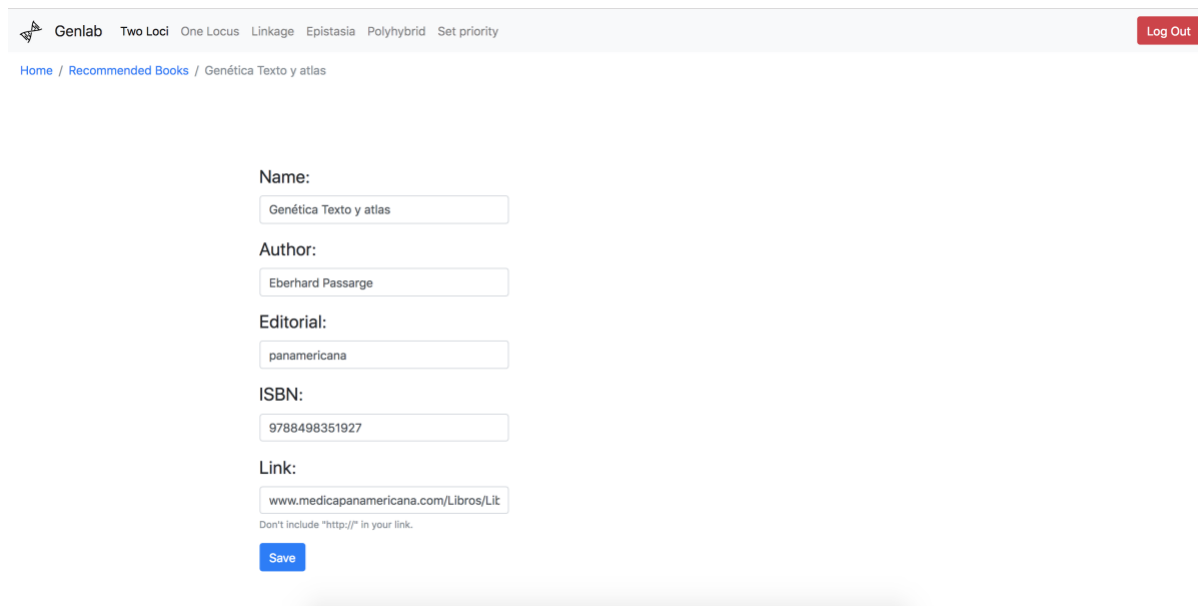 Genlab Two Loci One Locus Linkage Epistasia Polyhybrid Set priority Log Out
Home / Recommended Books / Genética Texto y atlas
Name:
Genética Texto y atlas
Author:
Eberhard Passarge
Editorial:
panamericana
ISBN:
9788498351927
Link:
www.medicapanamericana.com/Libros/Lit
Don't include "http://" in your link.
Save